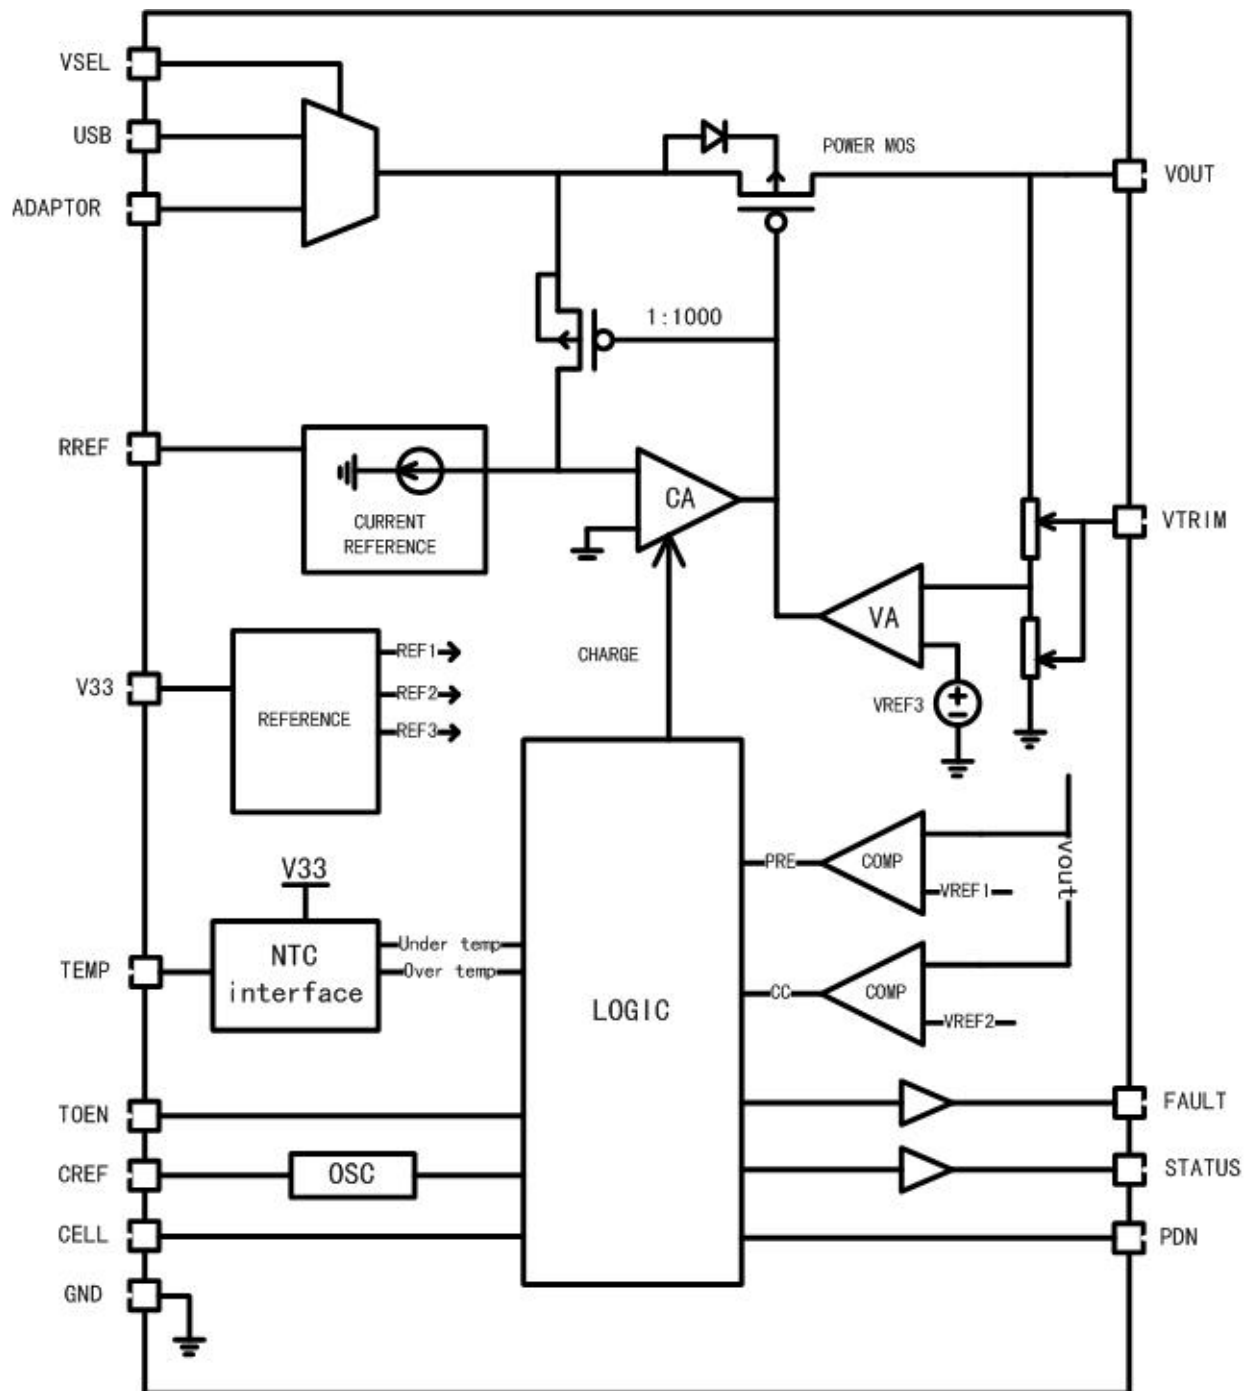 VSEL
USB
POWER MOS
VOUT
ADAPTOR
1:1000
RREF
CA
VTRIM
CURRENT
REFERENCE
VA
CHARGE
REF1
V33
REF2
VREF3
REFERENCE
REF3
PRE
COMP
vout
V33
VREF1
Under temp
NTC
TEMP
Over temp
interface
CC
COMP
LOGIC
VREF2
TOEN
FAULT
CREF
OSC
STATUS
CELL
PDN
GND